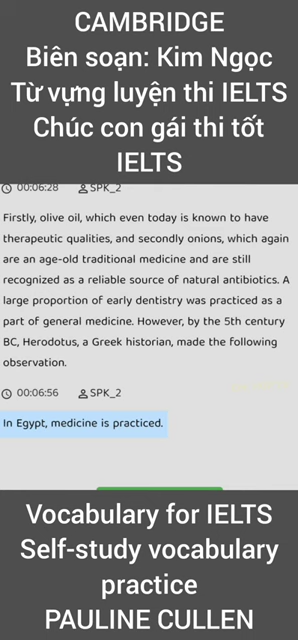 CAMBRIDGE
Biên soạn: Kim Ngọc
Từ vựng luyện thi IELTS
Chúc con gái thi tốt
IELTS
00:06:28 SPK_2
Firstly, olive oil, which even today is known to have
therapeutic qualities, and secondly onions, which again
are an age-old traditional medicine and are still
recognized as a reliable source of natural antibiotics. A
large proportion of early dentistry was practiced as a
part of general medicine. However, by the 5th century
BC, Herodotus, a Greek historian, made the following
observation.
00:06:56 SPK_2
In Egypt, medicine is practiced.
Vocabulary for IELTS
Self-study vocabulary
practice
PAULINE CULLEN